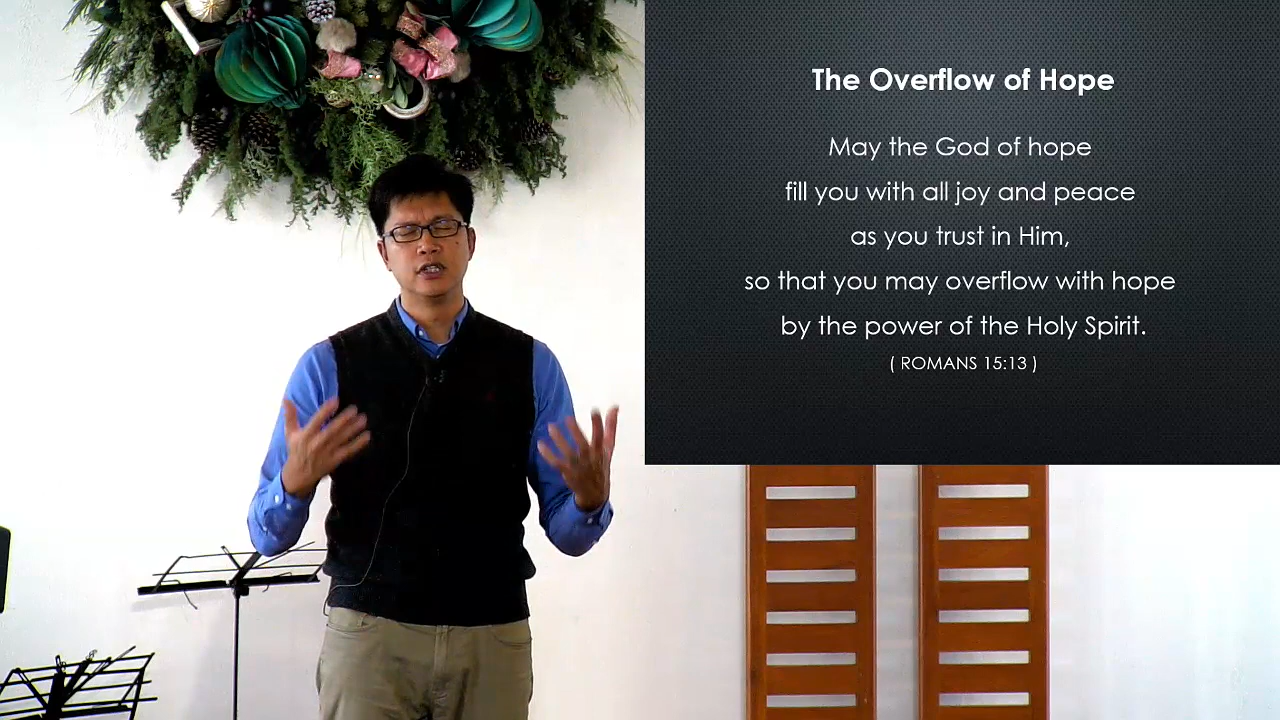 The Overflow of Hope
May the God of hope
fill you with all joy and peace
as you trust in Him,
so that you may overflow with hope
by the power of the Holy Spirit.
( ROMANS 15:13 )